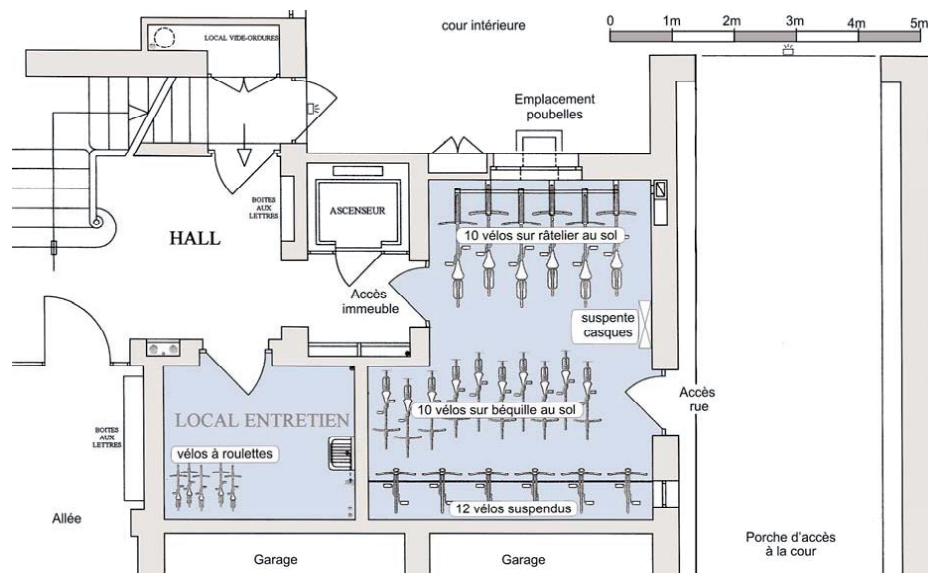 cour intérieure
0 1m 2m 3m 4m 5m
LOCAL VIDE-ORDURES
Emplacement
poubelles
BOITES
AUX
LETTRES
ASCENSEUR
HALL
10 vélos sur râtelier au sol
Accès
immeuble
suspente
casques
Accès
rue
BOITES
AUX
LETTRES
LOCAL ENTRETIEN
10 vélos sur béquille au sol
vélos à roulettes
12 vélos suspendus
Allée
Garage
Garage
Porche d'accès
à la cour